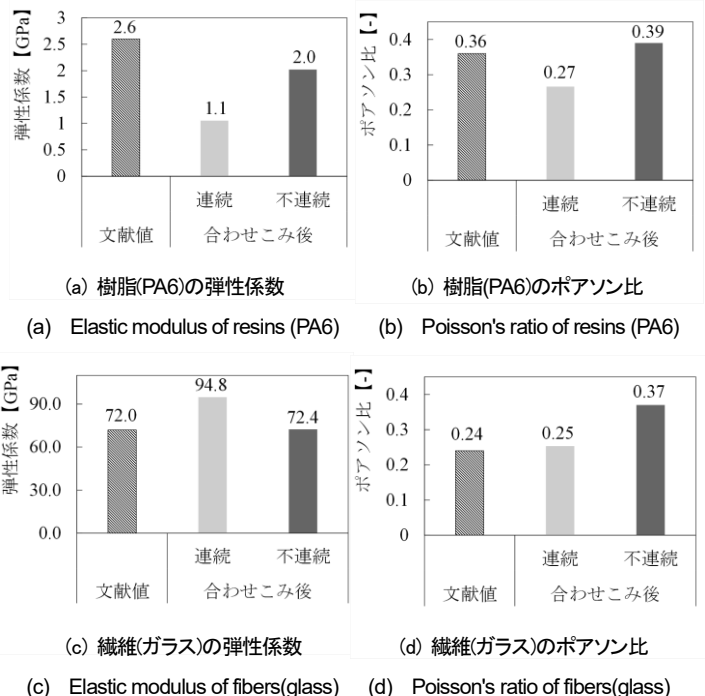 弾性係数【GPa】
3
2.5
2
1.5
1
0.5
0
2.6
1.1
2.0
連続 不連続
文献値 合わせこみ後
(a) 樹脂(PA6)の弾性係数
(a) Elastic modulus of resins (PA6)
ポアソン比【-】
0.4
0.3
0.2
0.1
0
0.36
0.27
0.39
連続 不連続
文献値 合わせこみ後
(b) 樹脂(PA6)のポアソン比
(b) Poisson's ratio of resins (PA6)
弾性係数【GPa】
90.0
60.0
30.0
0.0
72.0
94.8
72.4
連続 不連続
文献値 合わせこみ後
(c) 繊維(ガラス)の弾性係数
(c) Elastic modulus of fibers(glass)
ポアソン比【-】
0.4
0.3
0.2
0.1
0
0.24
0.25
0.37
連続 不連続
文献値 合わせこみ後
(d) 繊維(ガラス)のポアソン比
(d) Poisson's ratio of fibers(glass)